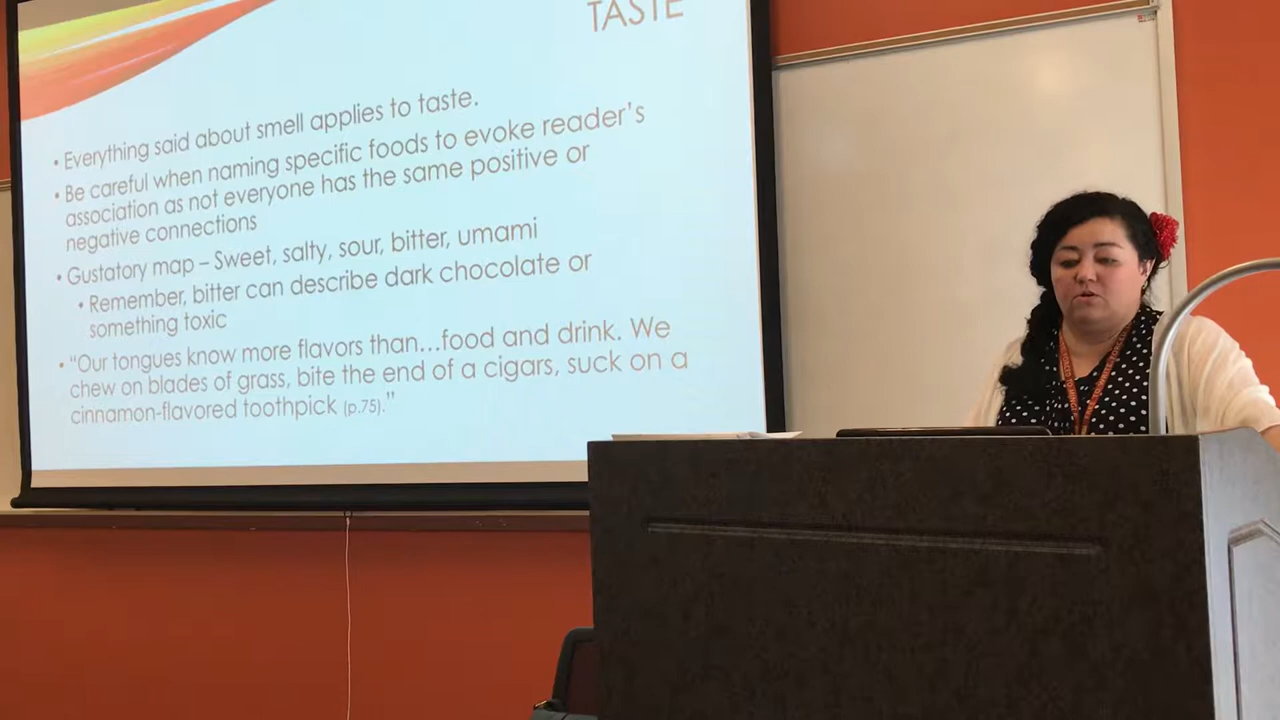 TASTE
• Everything said about smell applies to taste.
• Be careful when naming specific foods to evoke reader's
association as not everyone has the same positive or
negative connections
• Gustatory map – Sweet, salty, sour, bitter, umami
• Remember, bitter can describe dark chocolate or
something toxic
• "Our tongues know more flavors than...food and drink. We
chew on blades of grass, bite the end of a cigars, suck on a
cinnamon-flavored toothpick (p.75)."